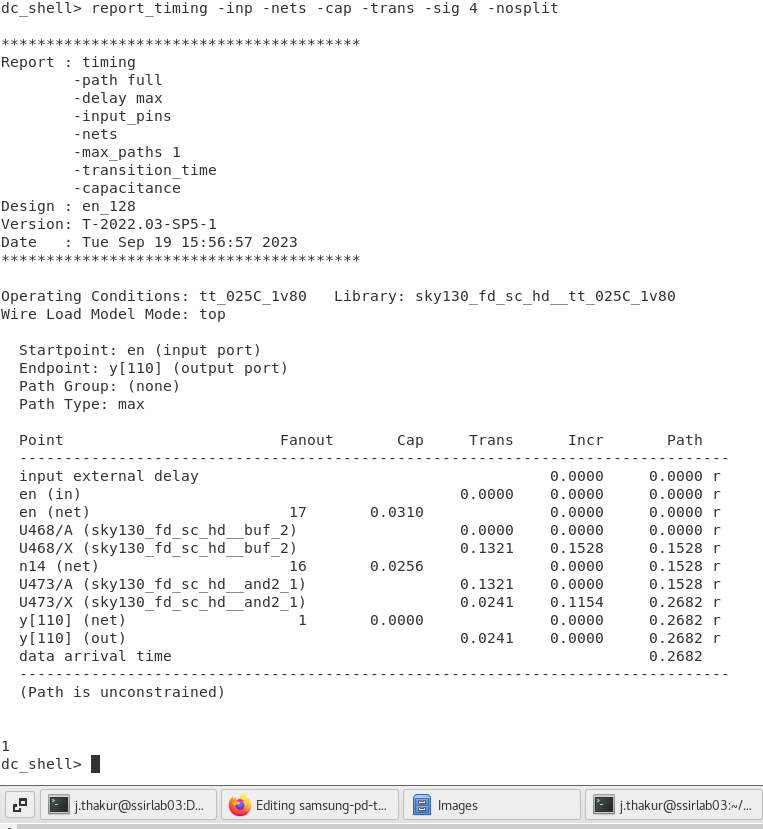 dc_shell> report_timing -inp -nets -cap -trans -sig 4 -nosplit
****************************************
Report : timing
        -path full
        -delay max
        -input_pins
        -nets
        -max_paths 1
        -transition_time
        -capacitance
Design : en_128
Version: T-2022.03-SP5-1
Date   : Tue Sep 19 15:56:57 2023
****************************************
Operating Conditions: tt_025C_1v80   Library: sky130_fd_sc_hd__tt_025C_1v80
Wire Load Model Mode: top
  Startpoint: en (input port)
  Endpoint: y[110] (output port)
  Path Group: (none)
  Path Type: max
  Point                        Fanout       Cap     Trans      Incr       Path
  -------------------------------------------------------------------------------
  input external delay                                       0.0000     0.0000 r
  en (in)                                          0.0000    0.0000     0.0000 r
  en (net)                      17       0.0310              0.0000     0.0000 r
  U468/A (sky130_fd_sc_hd__buf_2)                  0.0000    0.0000     0.0000 r
  U468/X (sky130_fd_sc_hd__buf_2)                  0.1321    0.1528     0.1528 r
  n14 (net)                     16       0.0256              0.0000     0.1528 r
  U473/A (sky130_fd_sc_hd__and2_1)                 0.1321    0.0000     0.1528 r
  U473/X (sky130_fd_sc_hd__and2_1)                 0.0241    0.1154     0.2682 r
  y[110] (net)                   1       0.0000              0.0000     0.2682 r
  y[110] (out)                                     0.0241    0.0000     0.2682 r
  data arrival time                                                     0.2682
  -------------------------------------------------------------------------------
  (Path is unconstrained)
1
dc_shell>
j.thakur@ssirlab03:D... Editing samsung-pd-t... Images j.thakur@ssirlab03:~/...